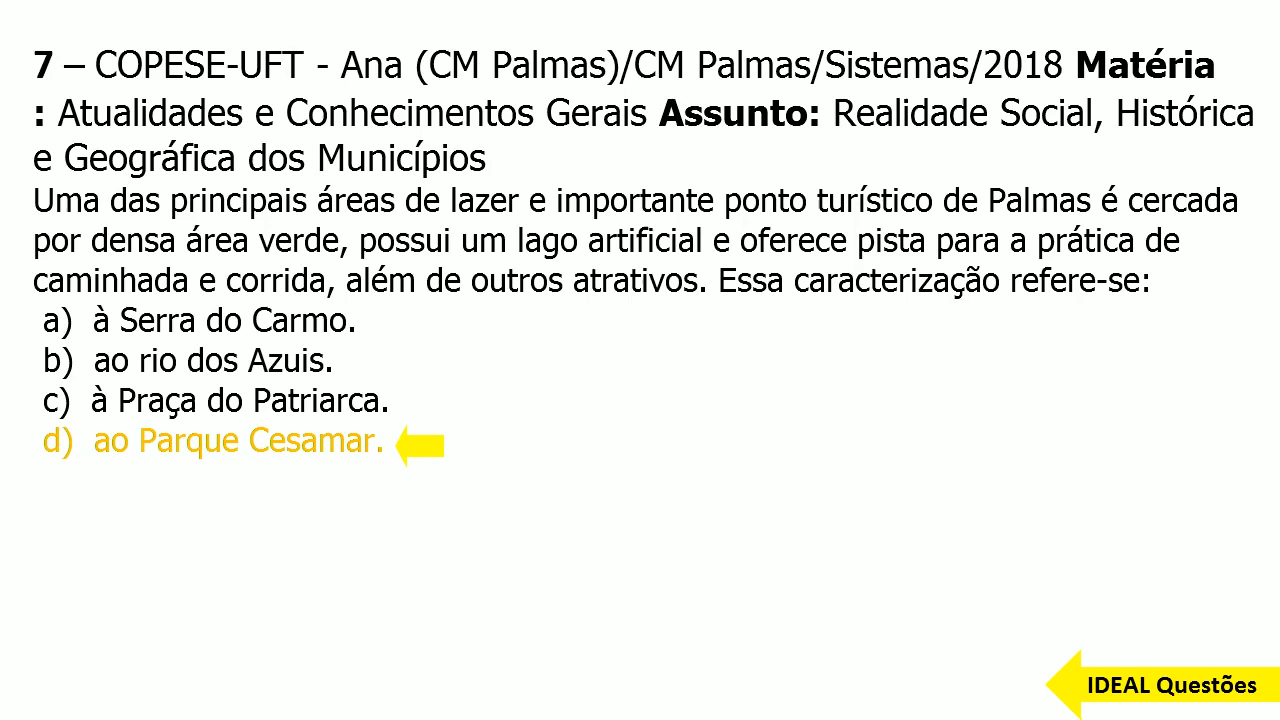 7 – COPESE-UFT - Ana (CM Palmas)/CM Palmas/Sistemas/2018 Matéria
: Atualidades e Conhecimentos Gerais Assunto: Realidade Social, Histórica
e Geográfica dos Municípios
Uma das principais áreas de lazer e importante ponto turístico de Palmas é cercada
por densa área verde, possui um lago artificial e oferece pista para a prática de
caminhada e corrida, além de outros atrativos. Essa caracterização refere-se:
a) à Serra do Carmo.
b) ao rio dos Azuis.
c) à Praça do Patriarca.
d) ao Parque Cesamar.
IDEAL Questões